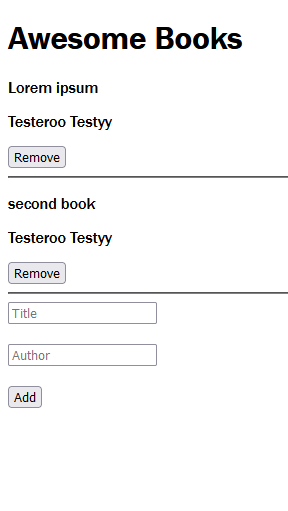 Awesome Books
Lorem ipsum
Testeroo Testyy
Remove
second book
Testeroo Testyy
Remove
Title
Author
Add